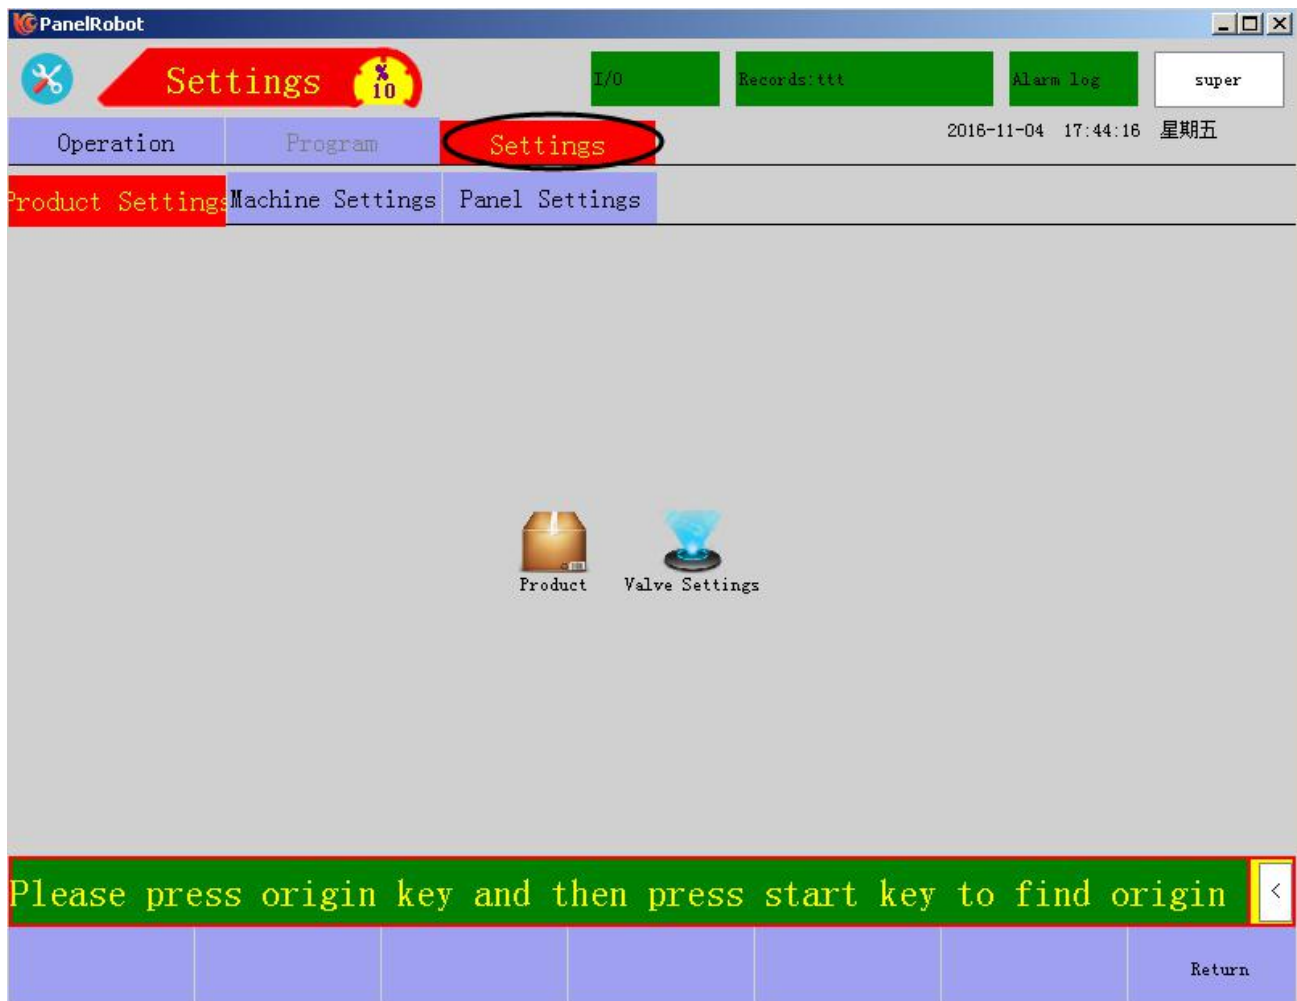 PanelRobot
Settings % 10 I/O Records:ttt Alarm log super
Operation Program Settings 2016-11-04 17:44:16 星期五
Product Settings Machine Settings Panel Settings
Product Valve Settings
Please press origin key and then press start key to find origin <
Return